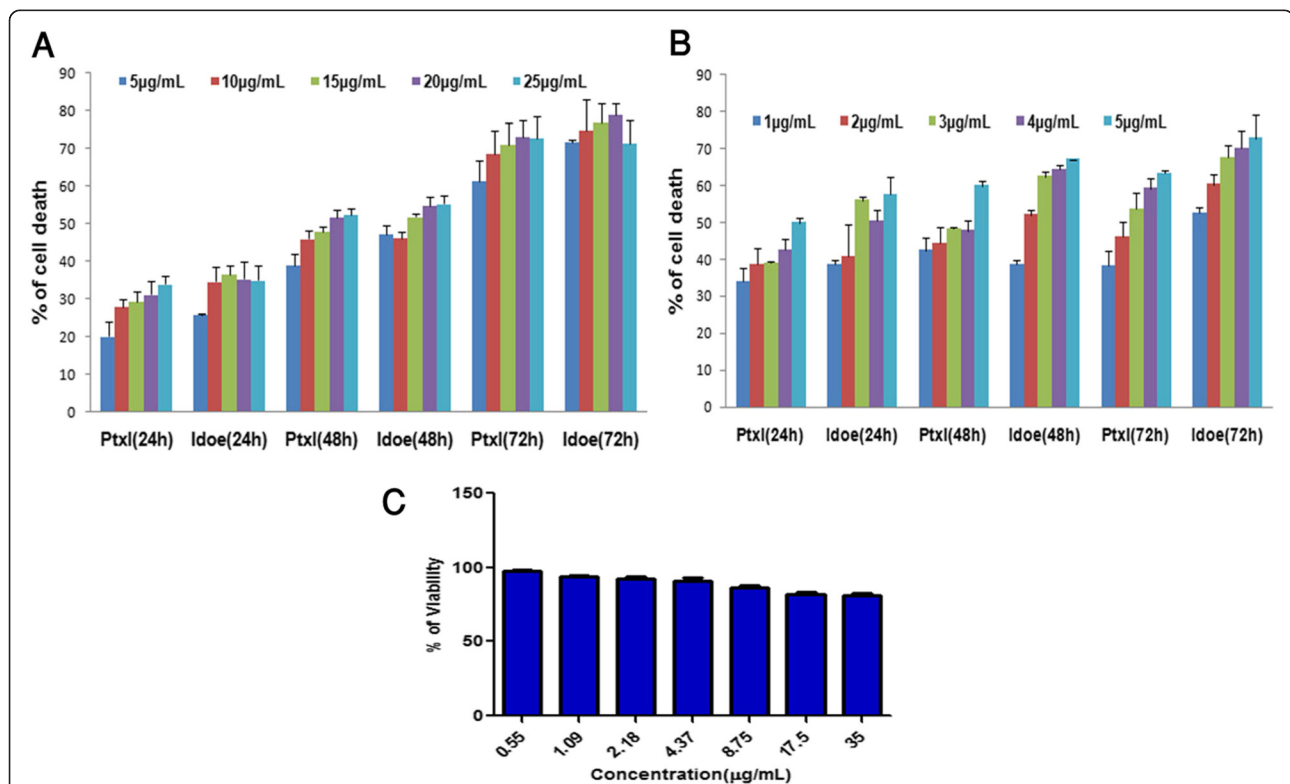 A
% of cell death
90
80
70
60
50
40
30
20
10
0
5µg/mL 10µg/mL 15µg/mL 20µg/mL 25µg/mL
Ptxl(24h) Idoe(24h) Ptxl(48h) Idoe(48h) Ptxl(72h) Idoe(72h)
B
% of cell death
90
80
70
60
50
40
30
20
10
0
1µg/mL 2µg/mL 3µg/mL 4µg/mL 5µg/mL
Ptxl(24h) Idoe(24h) Ptxl(48h) Idoe(48h) Ptxl(72h) Idoe(72h)
C
% of Viability
150
100
50
0
0.55 1.09 2.18 4.37 8.75 17.5 35
Concentration(µg/mL)